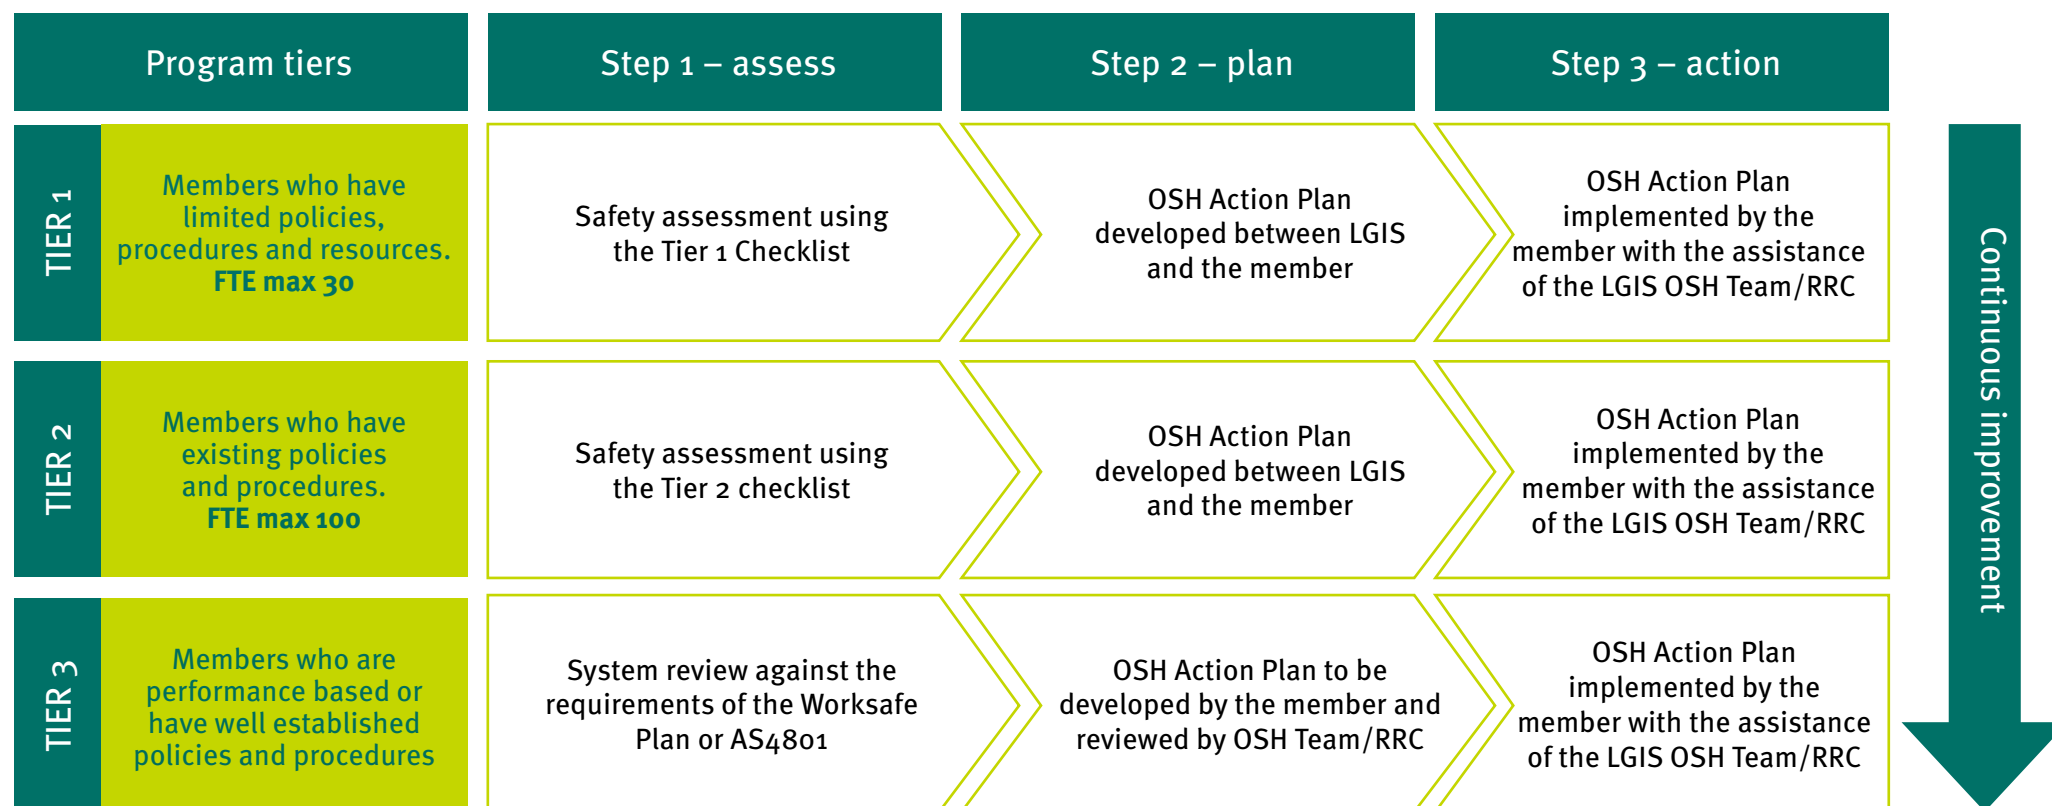 Program tiers
Step 1 – assess
Step 2 – plan
Step 3 – action
TIER 1
Members who have
limited policies,
procedures and resources.
FTE max 30
Safety assessment using
the Tier 1 Checklist
OSH Action Plan
developed between LGIS
and the member
OSH Action Plan
implemented by the
member with the assistance
of the LGIS OSH Team/RRC
TIER 2
Members who have
existing policies
and procedures.
FTE max 100
Safety assessment using
the Tier 2 checklist
OSH Action Plan
developed between LGIS
and the member
OSH Action Plan
implemented by the
member with the assistance
of the LGIS OSH Team/RRC
TIER 3
Members who are
performance based or
have well established
policies and procedures
System review against the
requirements of the Worksafe
Plan or AS4801
OSH Action Plan to be
developed by the member and
reviewed by OSH Team/RRC
OSH Action Plan
implemented by the
member with the assistance
of the LGIS OSH Team/RRC
Continuous improvement